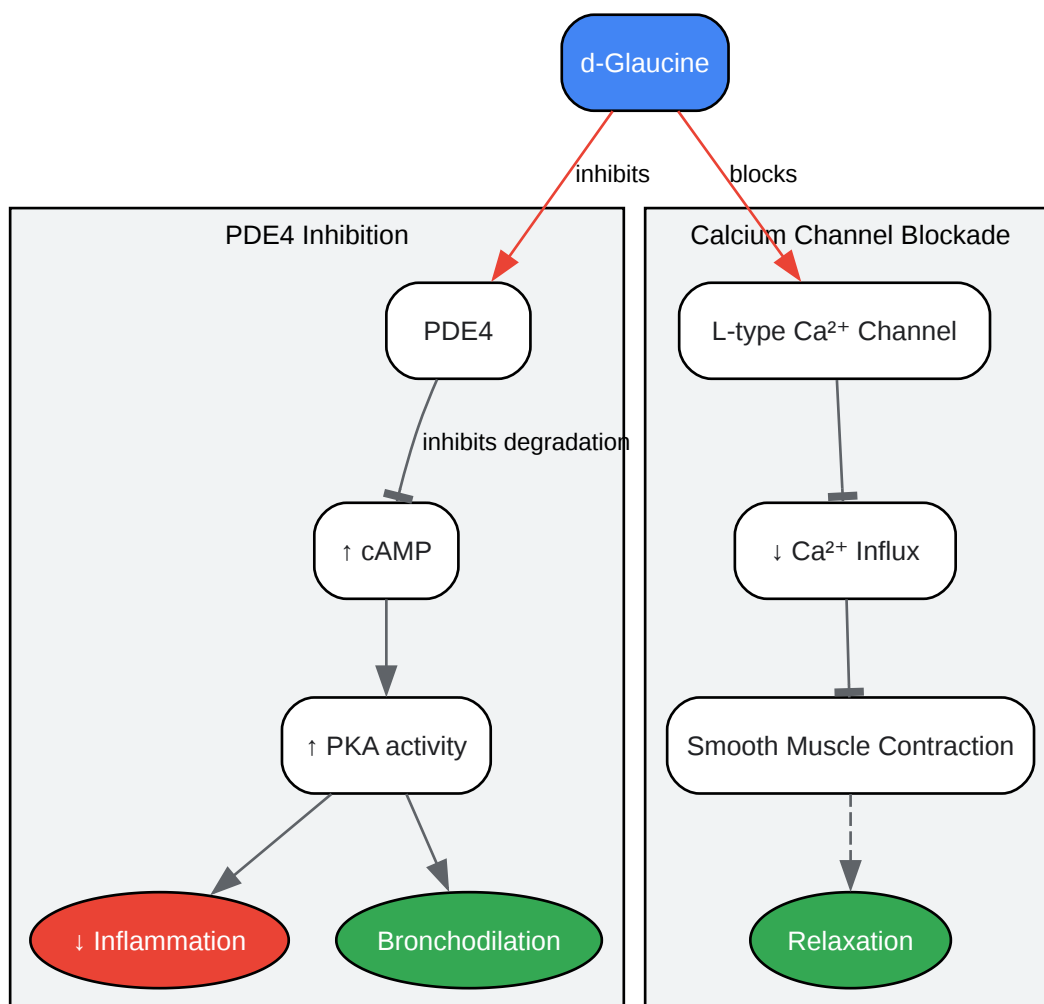 d-Glaucine
inhibits
blocks
PDE4 Inhibition
Calcium Channel Blockade
PDE4
L-type Ca²⁺ Channel
inhibits degradation
↑ cAMP
↓ Ca²⁺ Influx
↑ PKA activity
Smooth Muscle Contraction
↓ Inflammation
Bronchodilation
Relaxation